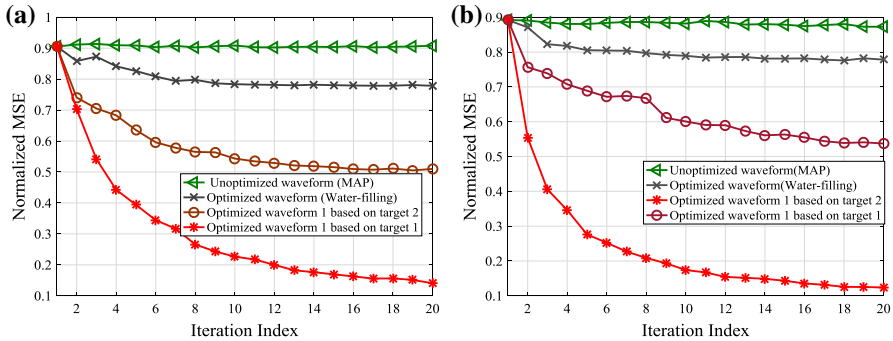 (a)
Normalized MSE
1
0.9
0.8
0.7
0.6
0.5
0.4
0.3
0.2
0.1
2 4 6 8 10 12 14 16 18 20
Iteration Index
Unoptimized waveform (MAP)
Optimized waveform (Water-filling)
Optimized waveform 1 based on target 2
Optimized waveform 1 based on target 1
(b)
Normalized MSE
0.9
0.8
0.7
0.6
0.5
0.4
0.3
0.2
0.1
2 4 6 8 10 12 14 16 18 20
Iteration Index
Unoptimized waveform(MAP)
Optimized waveform(Water-filling)
Optimized waveform 1 based on target 2
Optimized waveform 1 based on target1